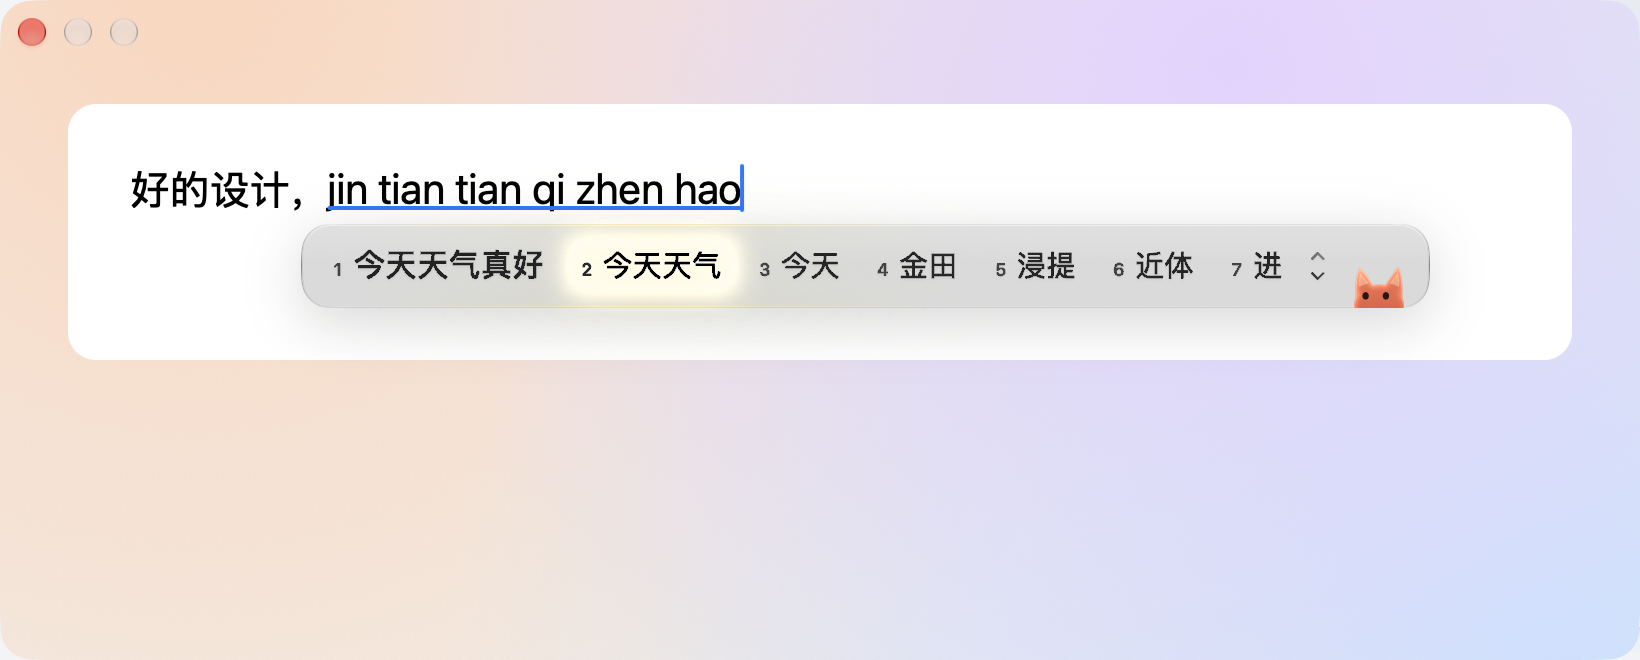 好的设计，jin tian tian qi zhen hao
1 今天天气真好 2 今天天气 3 今天 4 金田 5 浸提 6 近体 7 进